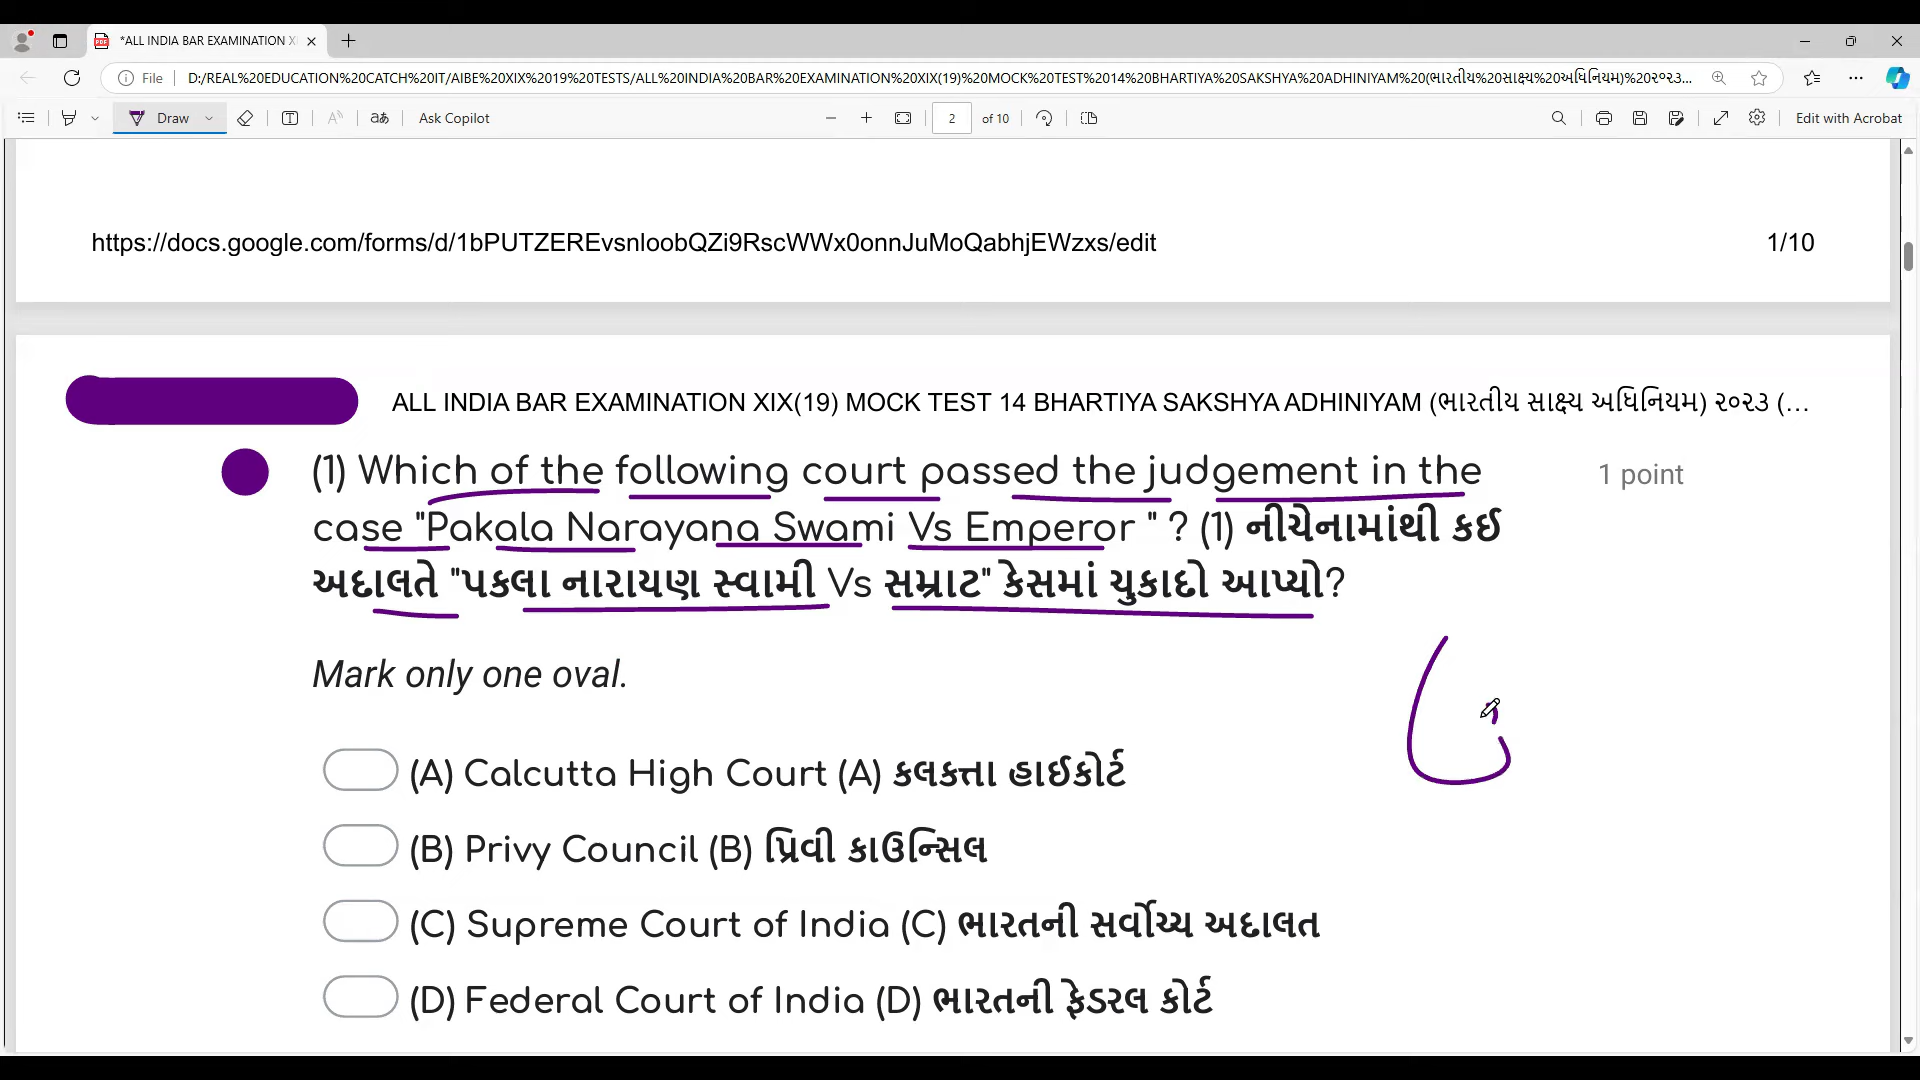 *ALL INDIA BAR EXAMINATION XI
File D:/REAL%20EDUCATION%20CATCH%20IT/AIBE%20XIX%2019%20TESTS/ALL%20INDIA%20BAR%20EXAMINATION%20XIX(19)%20MOCK%20TEST%2014%20BHARTIYA%20SAKSHYA%20ADHINIYAM%20(ભારતીય%20સાક્ષ્ય%20અધિનિયમ)%20૨૦૨૩...
Draw Ask Copilot 2 of 10 Edit with Acrobat
https://docs.google.com/forms/d/1bPUTZEREvsnIoobQZi9RscWWx0onnJuMoQabhjEWzxs/edit 1/10
ALL INDIA BAR EXAMINATION XIX(19) MOCK TEST 14 BHARTIYA SAKSHYA ADHINIYAM (ભારતીય સાક્ષ્ય અધિનિયમ) ૨૦૨૩ (…
(1) Which of the following court passed the judgement in the 1 point
case "Pakala Narayana Swami Vs Emperor " ? (1) નીચેનામાંથી કઈ
અદાલતે "પકલા નારાયણ સ્વામી Vs સમ્રાટ" કેસમાં ચુકાદો આપ્યો?
Mark only one oval.
(A) Calcutta High Court (A) કલકત્તા હાઈકોર્ટ
(B) Privy Council (B) પ્રિવી કાઉન્સિલ
(C) Supreme Court of India (C) ભારતની સર્વોચ્ચ અદાલત
(D) Federal Court of India (D) ભારતની ફેડરલ કોર્ટ